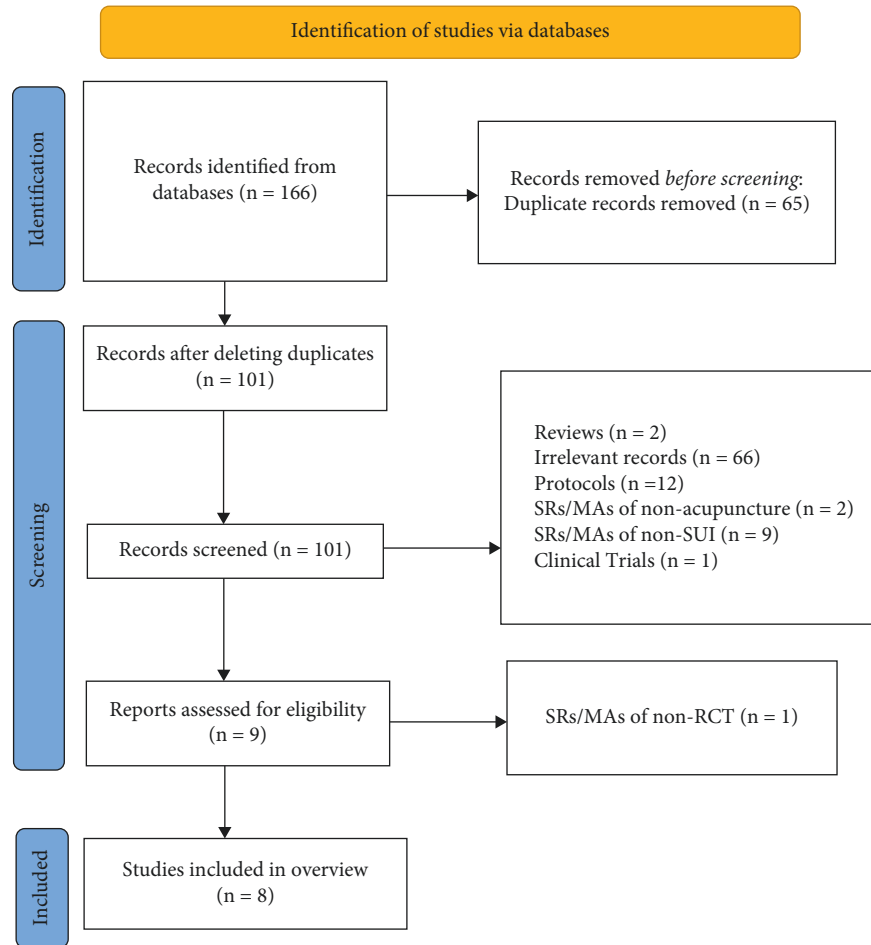 Identification of studies via databases
Identification
Records identified from
databases (n = 166)
Records removed before screening:
Duplicate records removed (n = 65)
Screening
Records after deleting duplicates
(n = 101)
Records screened (n = 101)
Reviews (n = 2)
Irrelevant records (n = 66)
Protocols (n =12)
SRs/MAs of non-acupuncture (n = 2)
SRs/MAs of non-SUI (n = 9)
Clinical Trials (n = 1)
Reports assessed for eligibility
(n = 9)
SRs/MAs of non-RCT (n = 1)
Included
Studies included in overview
(n = 8)